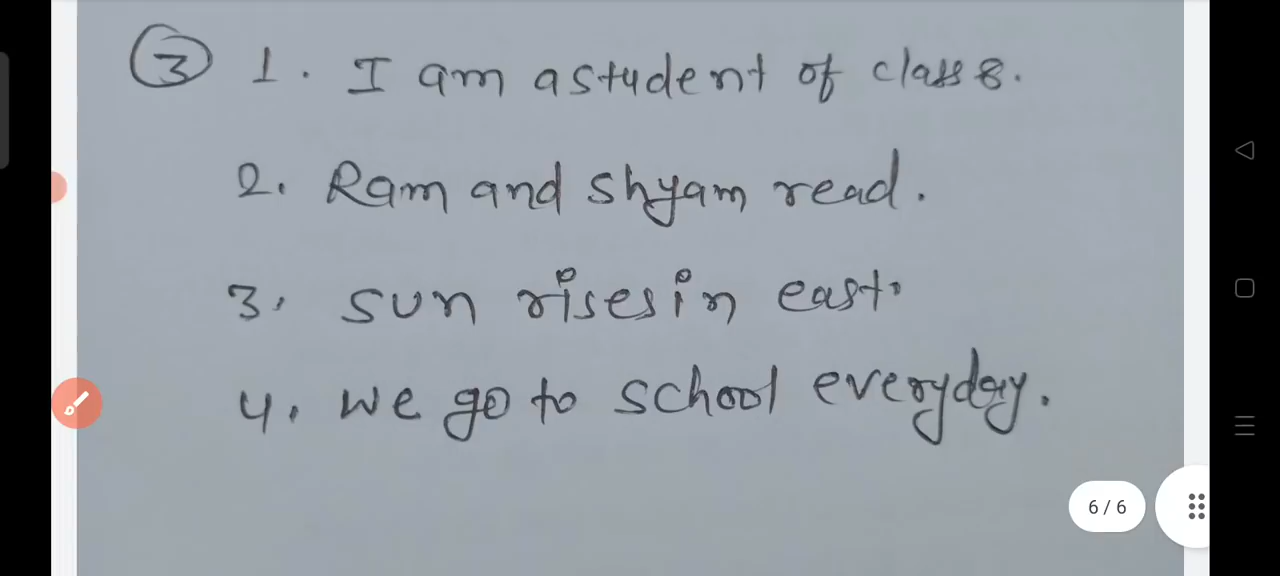 3 1. I am a student of class 8.
2. Ram and Shyam read.
3. Sun rises in east.
4. We go to school everyday.
6 / 6